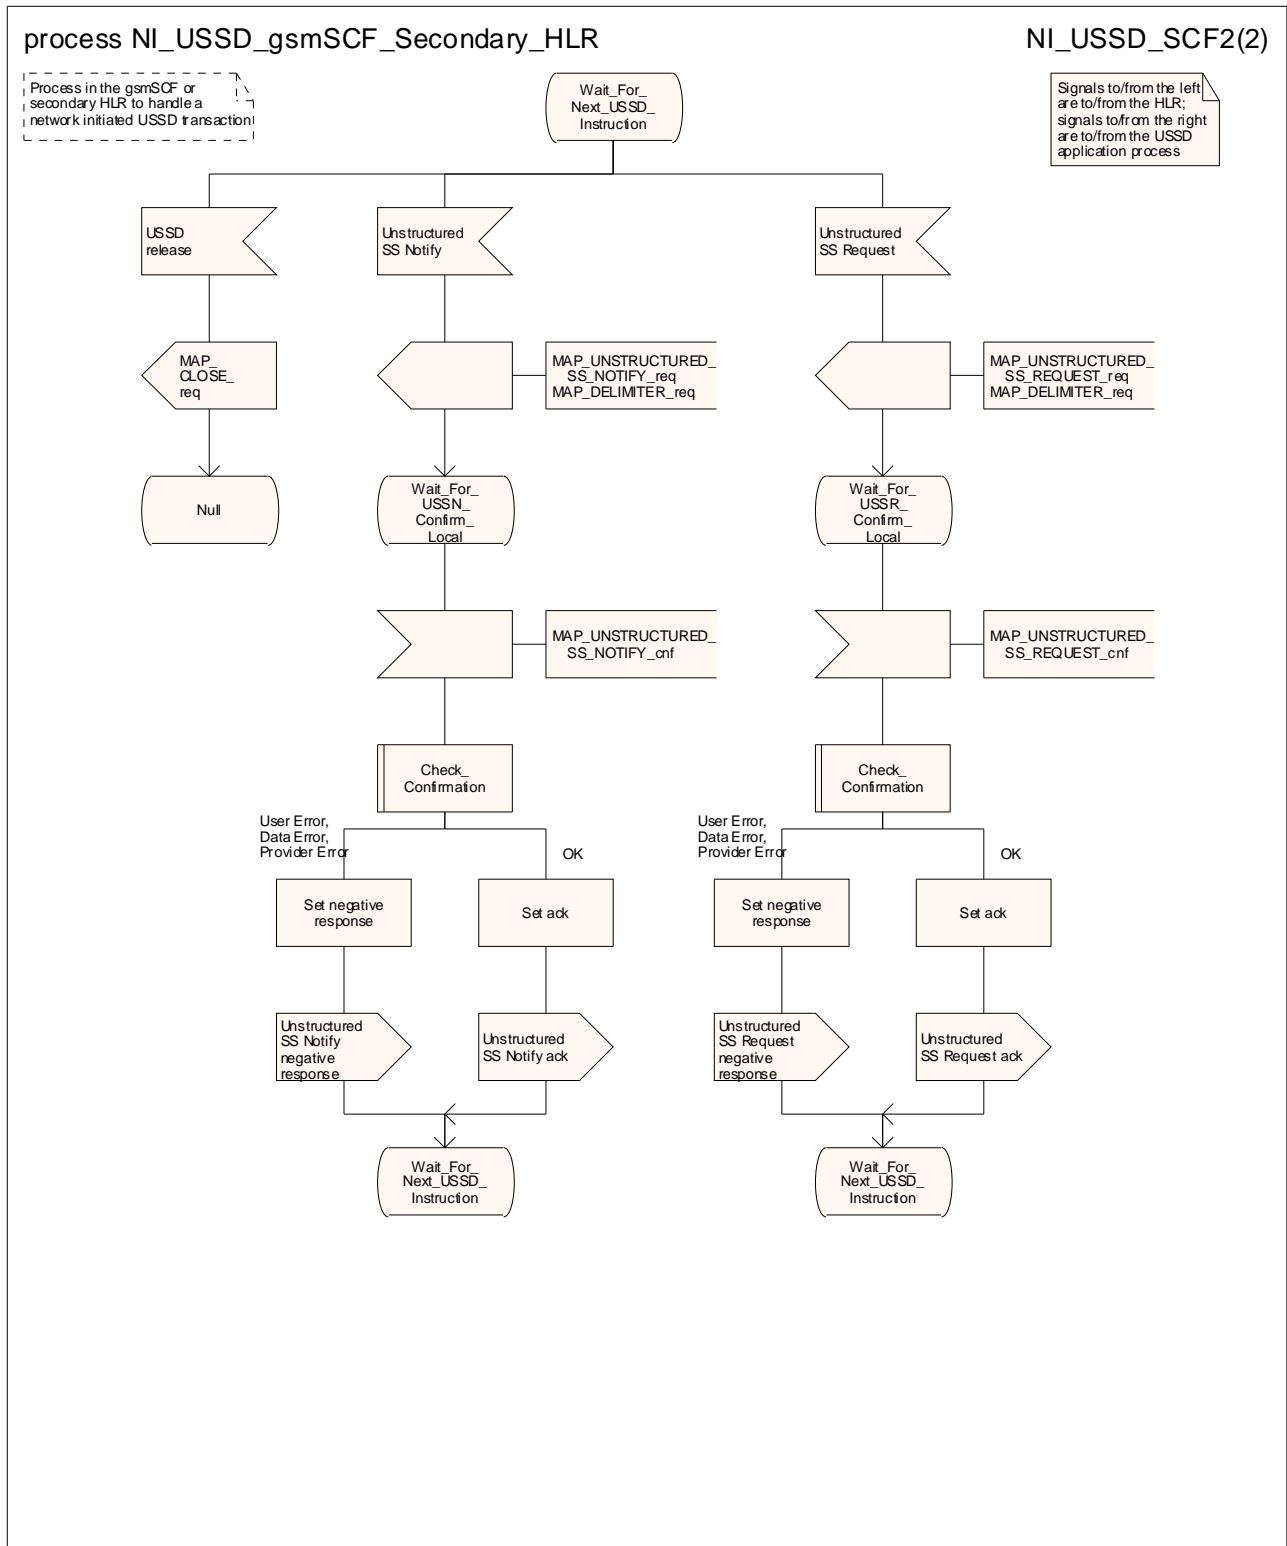 process NI_USSD_gsmSCF_Secondary_HLR
NI_USSD_SCF2(2)
Process in the gsmSCF or
secondary HLR to handle a
network initiated USSD transaction
Wait_For_
Next_USSD_
Instruction
Signals to/from the left
are to/from the HLR;
signals to/from the right
are to/from the USSD
application process
USSD
release
Unstructured
SS Notify
Unstructured
SS Request
MAP_
CLOSE_
req
MAP_UNSTRUCTURED_
SS_NOTIFY_req
MAP_DELIMITER_req
MAP_UNSTRUCTURED_
SS_REQUEST_req
MAP_DELIMITER_req
Null
Wait_For_
USSN_
Confirm_
Local
Wait_For_
USSR_
Confirm_
Local
MAP_UNSTRUCTURED_
SS_NOTIFY_cnf
MAP_UNSTRUCTURED_
SS_REQUEST_cnf
Check_
Confirmation
Check_
Confirmation
User Error,
Data Error,
Provider Error
OK
User Error,
Data Error,
Provider Error
OK
Set negative
response
Set ack
Set negative
response
Set ack
Unstructured
SS Notify
negative
response
Unstructured
SS Notify ack
Unstructured
SS Request
negative
response
Unstructured
SS Request ack
Wait_For_
Next_USSD_
Instruction
Wait_For_
Next_USSD_
Instruction